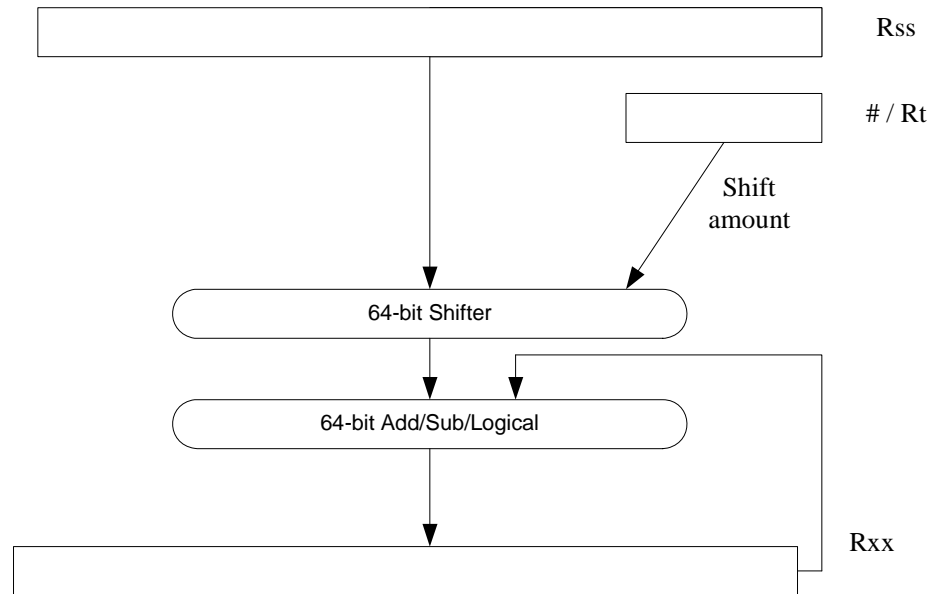 Rss
# / Rt
Shift
amount
64-bit Shifter
64-bit Add/Sub/Logical
Rxx